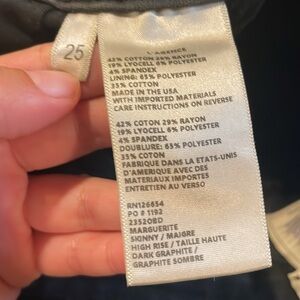 25
L'AGENCE
42% COTTON 29% RAYON
19% LYOCELL 6% POLYESTER
4% SPANDEX
LINING: 65% POLYESTER
35% COTTON
MADE IN THE USA
WITH IMPORTED MATERIALS
CARE INSTRUCTIONS ON REVERSE
42% COTON 29% RAYON
19% LYOCELL 6% POLYESTER
4% SPANDEX
DOUBLURE: 65% POLYESTER
35% COTON
FABRIQUE DANS LA ETATS-UNIS
D'AMERIQUE AVEC DES
MATERIAUX IMPORTES
ENTRETIEN AU VERSO
RN126654
PO # 1192
23520BD
MARGUERITE
SKINNY / MAIGRE
HIGH RISE / TAILLE HAUTE
DARK GRAPHITE /
GRAPHITE SOMBRE